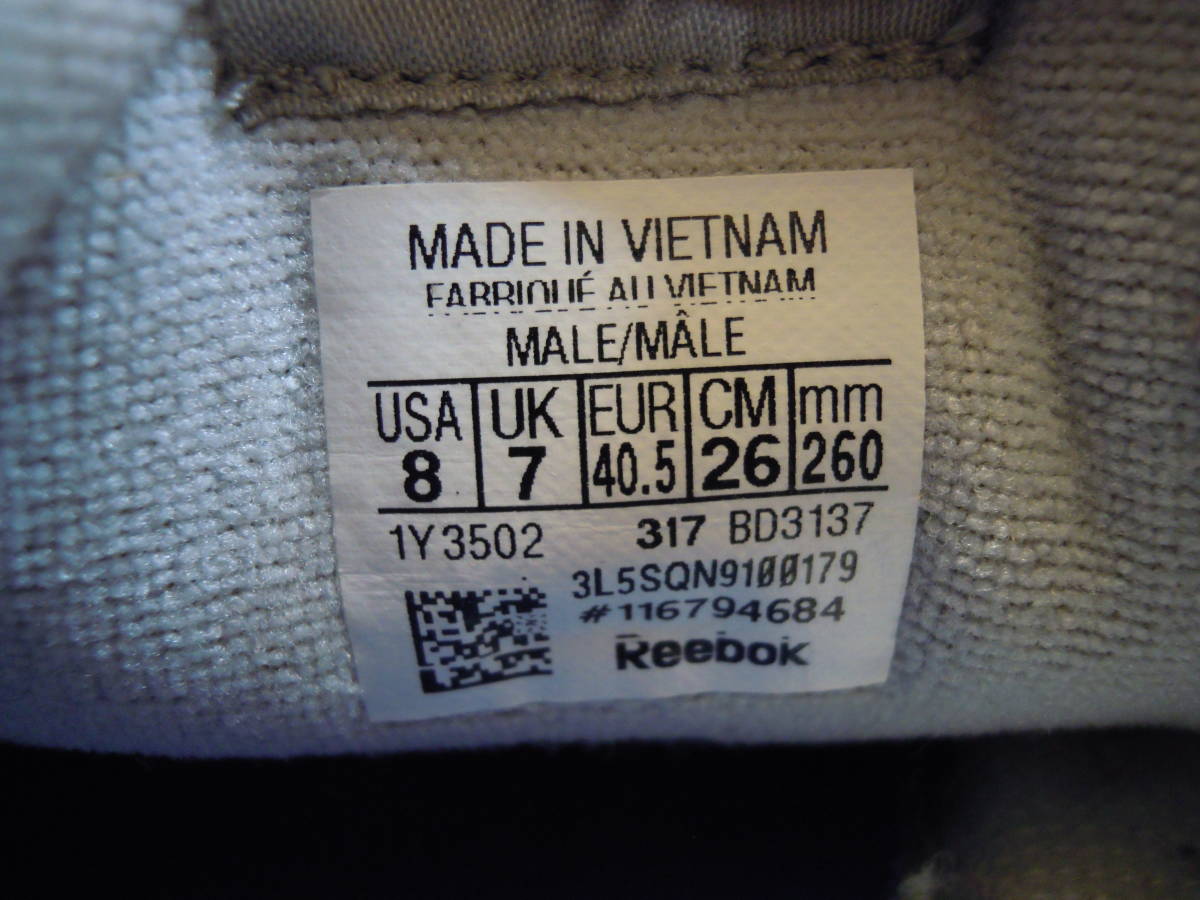 MADE IN VIETNAM
FABRIQUÉ AU VIETNAM
MALE/MÂLE
USA UK EUR CM mm
8 7 40.5 26 260
1Y3502 317 BD3137
3L5SQN9100179
#116794684
Reebok